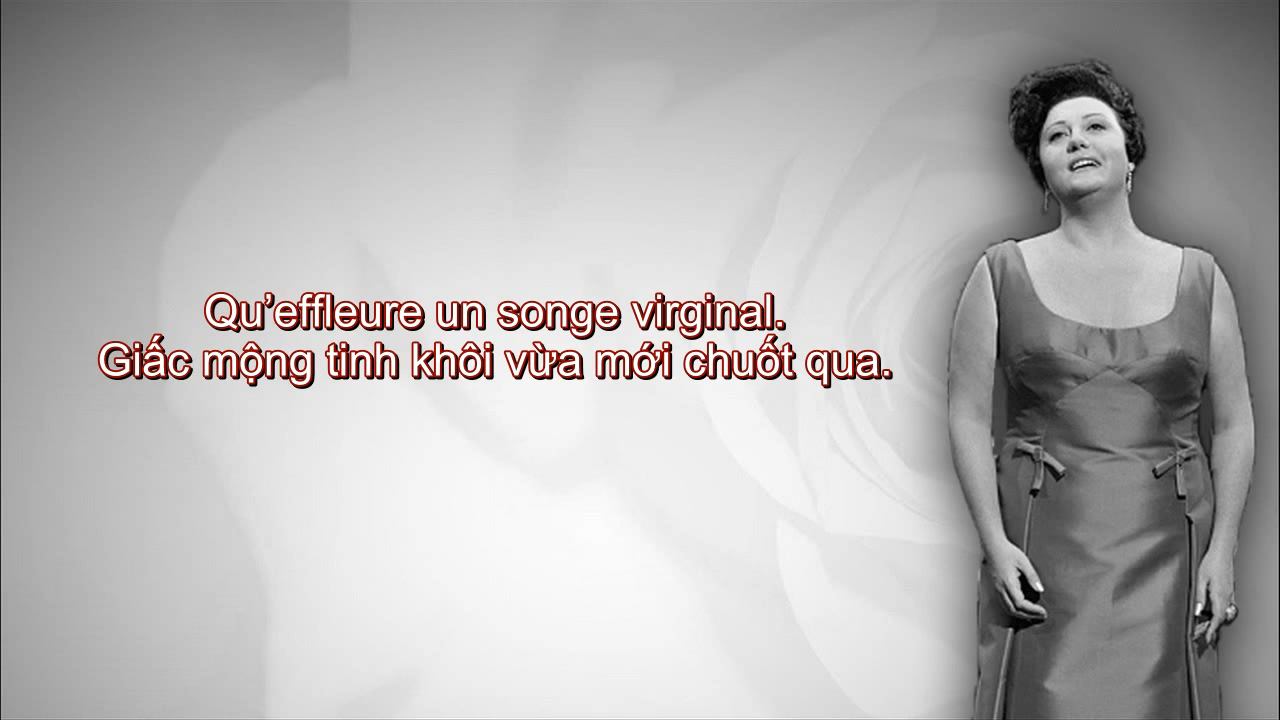 Qu’effleure un songe virginal.
Giấc mộng tinh khôi vừa mới chuốt qua.